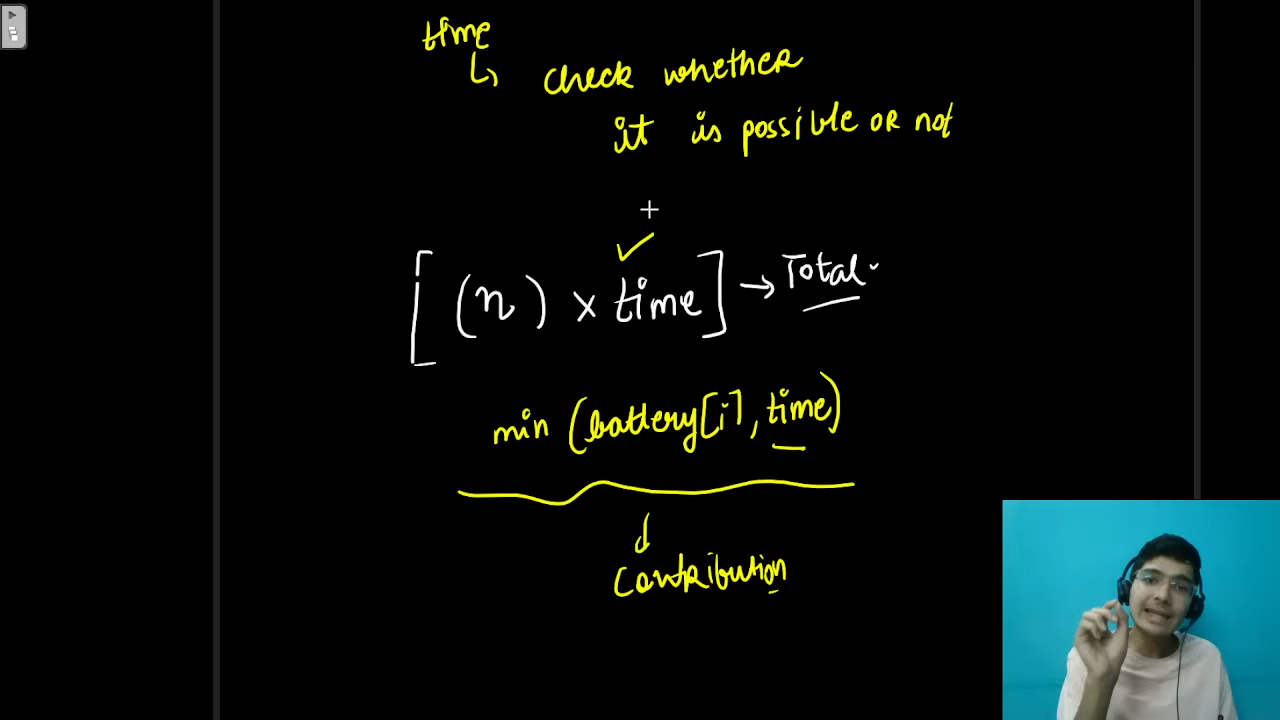 time
↳ check whether
it is possible or not
[(n) × time] → Total
min (battery[i], time)
↓
Contribution